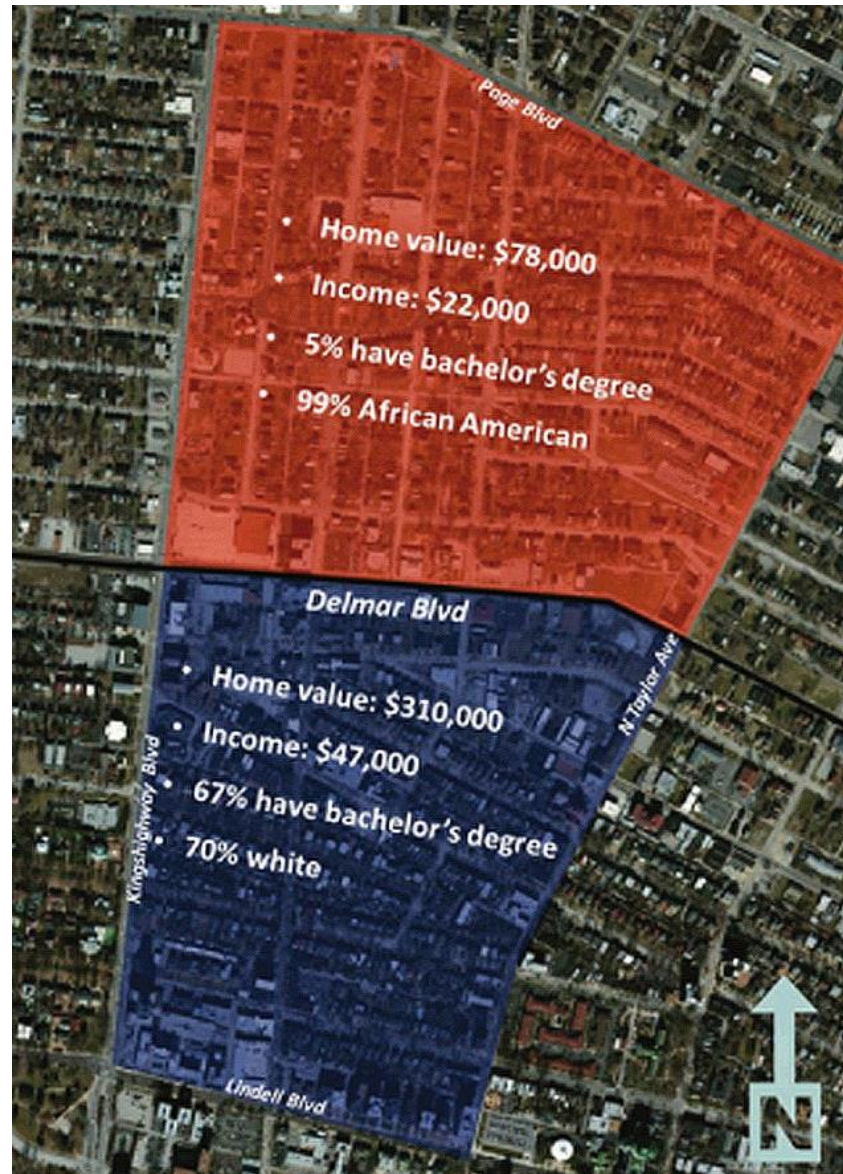 Page Blvd
• Home value: $78,000
• Income: $22,000
• 5% have bachelor’s degree
• 99% African American
Delmar Blvd
• Home value: $310,000
• Income: $47,000
• 67% have bachelor’s degree
• 70% white
N Taylor Ave
Kingshighway Blvd
Lindell Blvd
N